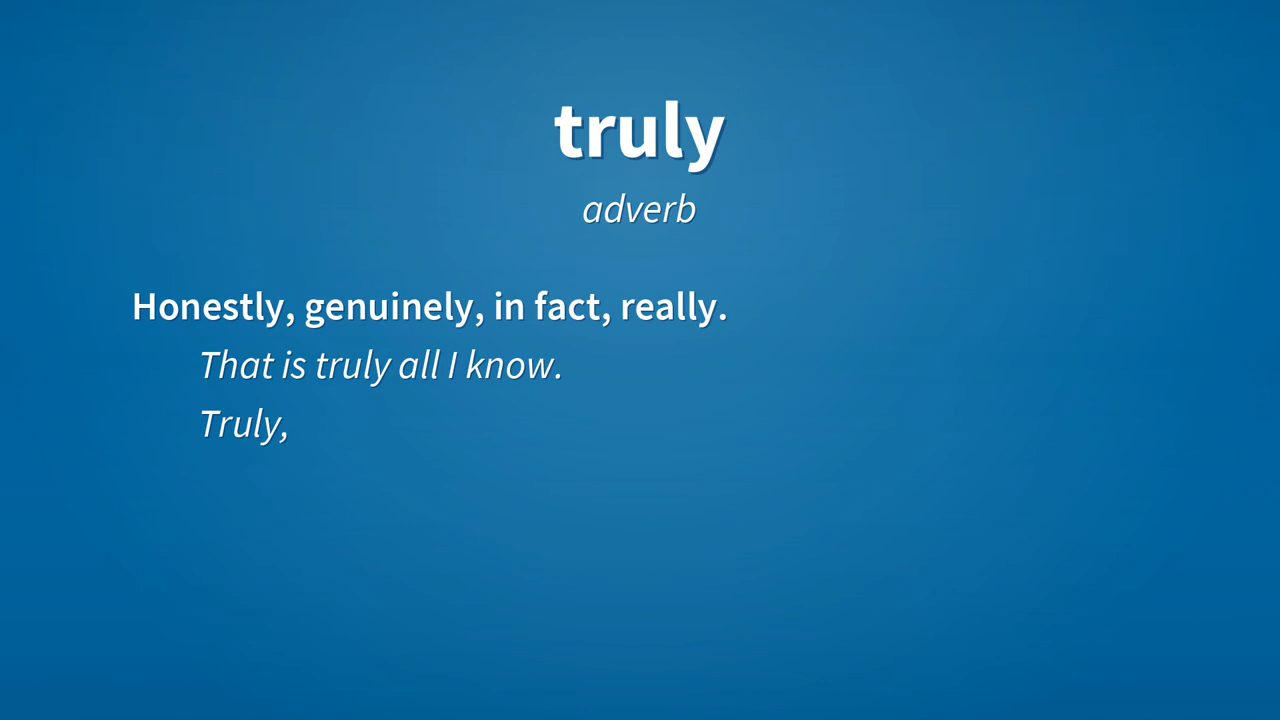 truly
adverb
Honestly, genuinely, in fact, really.
That is truly all I know.
Truly,